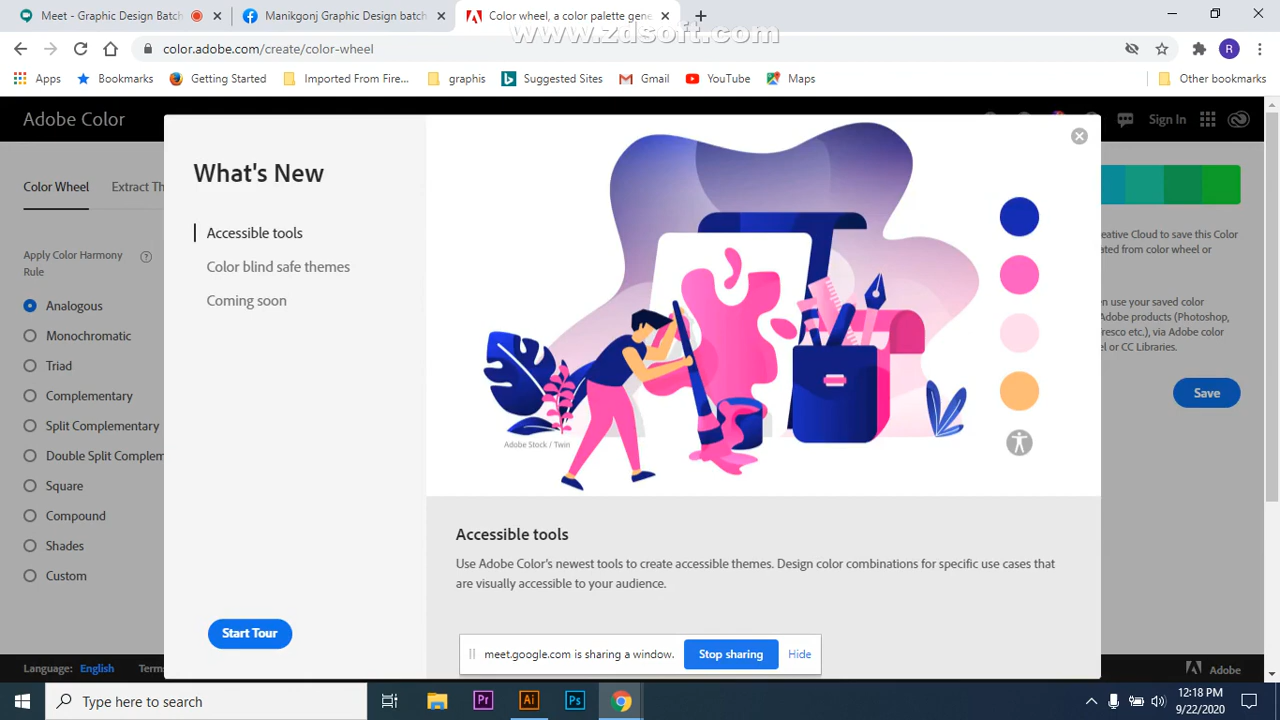 Meet - Graphic Design Batch
Manikgonj Graphic Design batch
Color wheel, a color palette gene
www.zdsoft.com
color.adobe.com/create/color-wheel
R
Apps
Bookmarks
Getting Started
Imported From Fire...
graphis
Suggested Sites
Gmail
YouTube
Maps
Other bookmarks
Adobe Color
Sign In
Color Wheel
Extract Th
Apply Color Harmony
Rule
Analogous
Monochromatic
Triad
Complementary
Split Complementary
Double Split Complem
Square
Compound
Shades
Custom
What's New
Accessible tools
Color blind safe themes
Coming soon
Start Tour
Adobe Stock / Twin
Accessible tools
Use Adobe Color's newest tools to create accessible themes. Design color combinations for specific use cases that
are visually accessible to your audience.
eative Cloud to save this Color
ated from color wheel or
n use your saved color
Adobe products (Photoshop,
resco etc.), via Adobe color
el or CC Libraries.
Save
meet.google.com is sharing a window.
Stop sharing
Hide
Language: English
Terms
Adobe
Type here to search
Pr
Ai
Ps
12:18 PM
9/22/2020